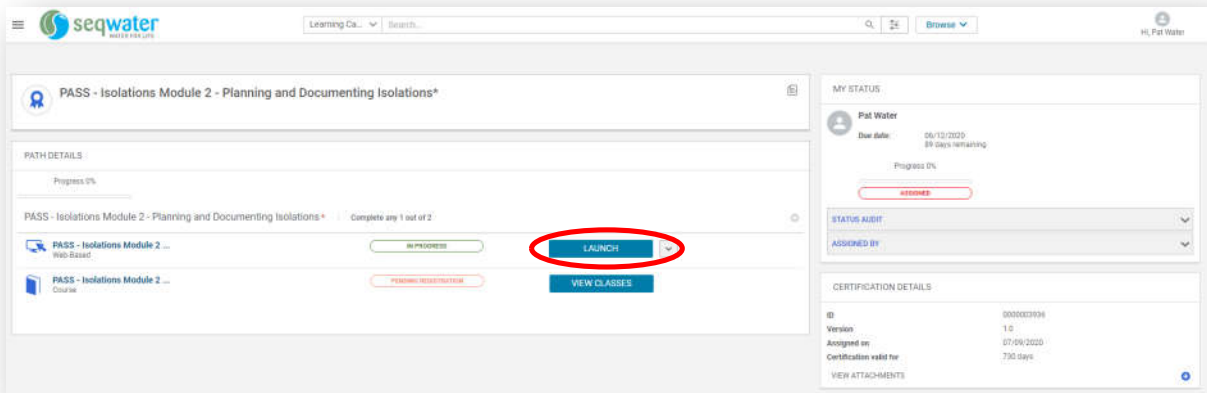 seqwater
WATER FOR LIFE
Learning Ca...
Search...
Browse
Hi, Pat Water
PASS - Isolations Module 2 - Planning and Documenting Isolations*
PATH DETAILS
Progress 0%
PASS - Isolations Module 2 - Planning and Documenting Isolations * Complete any 1 out of 2
PASS - Isolations Module 2 ...
Web-Based
IN PROGRESS
LAUNCH
PASS - Isolations Module 2 ...
Course
PENDING REGISTRATION
VIEW CLASSES
MY STATUS
Pat Water
Due date: 06/12/2020
89 days remaining
Progress 0%
ASSIGNED
STATUS AUDIT
ASSIGNED BY
CERTIFICATION DETAILS
ID 0000003936
Version 1.0
Assigned on 07/09/2020
Certification valid for 730 days
VIEW ATTACHMENTS